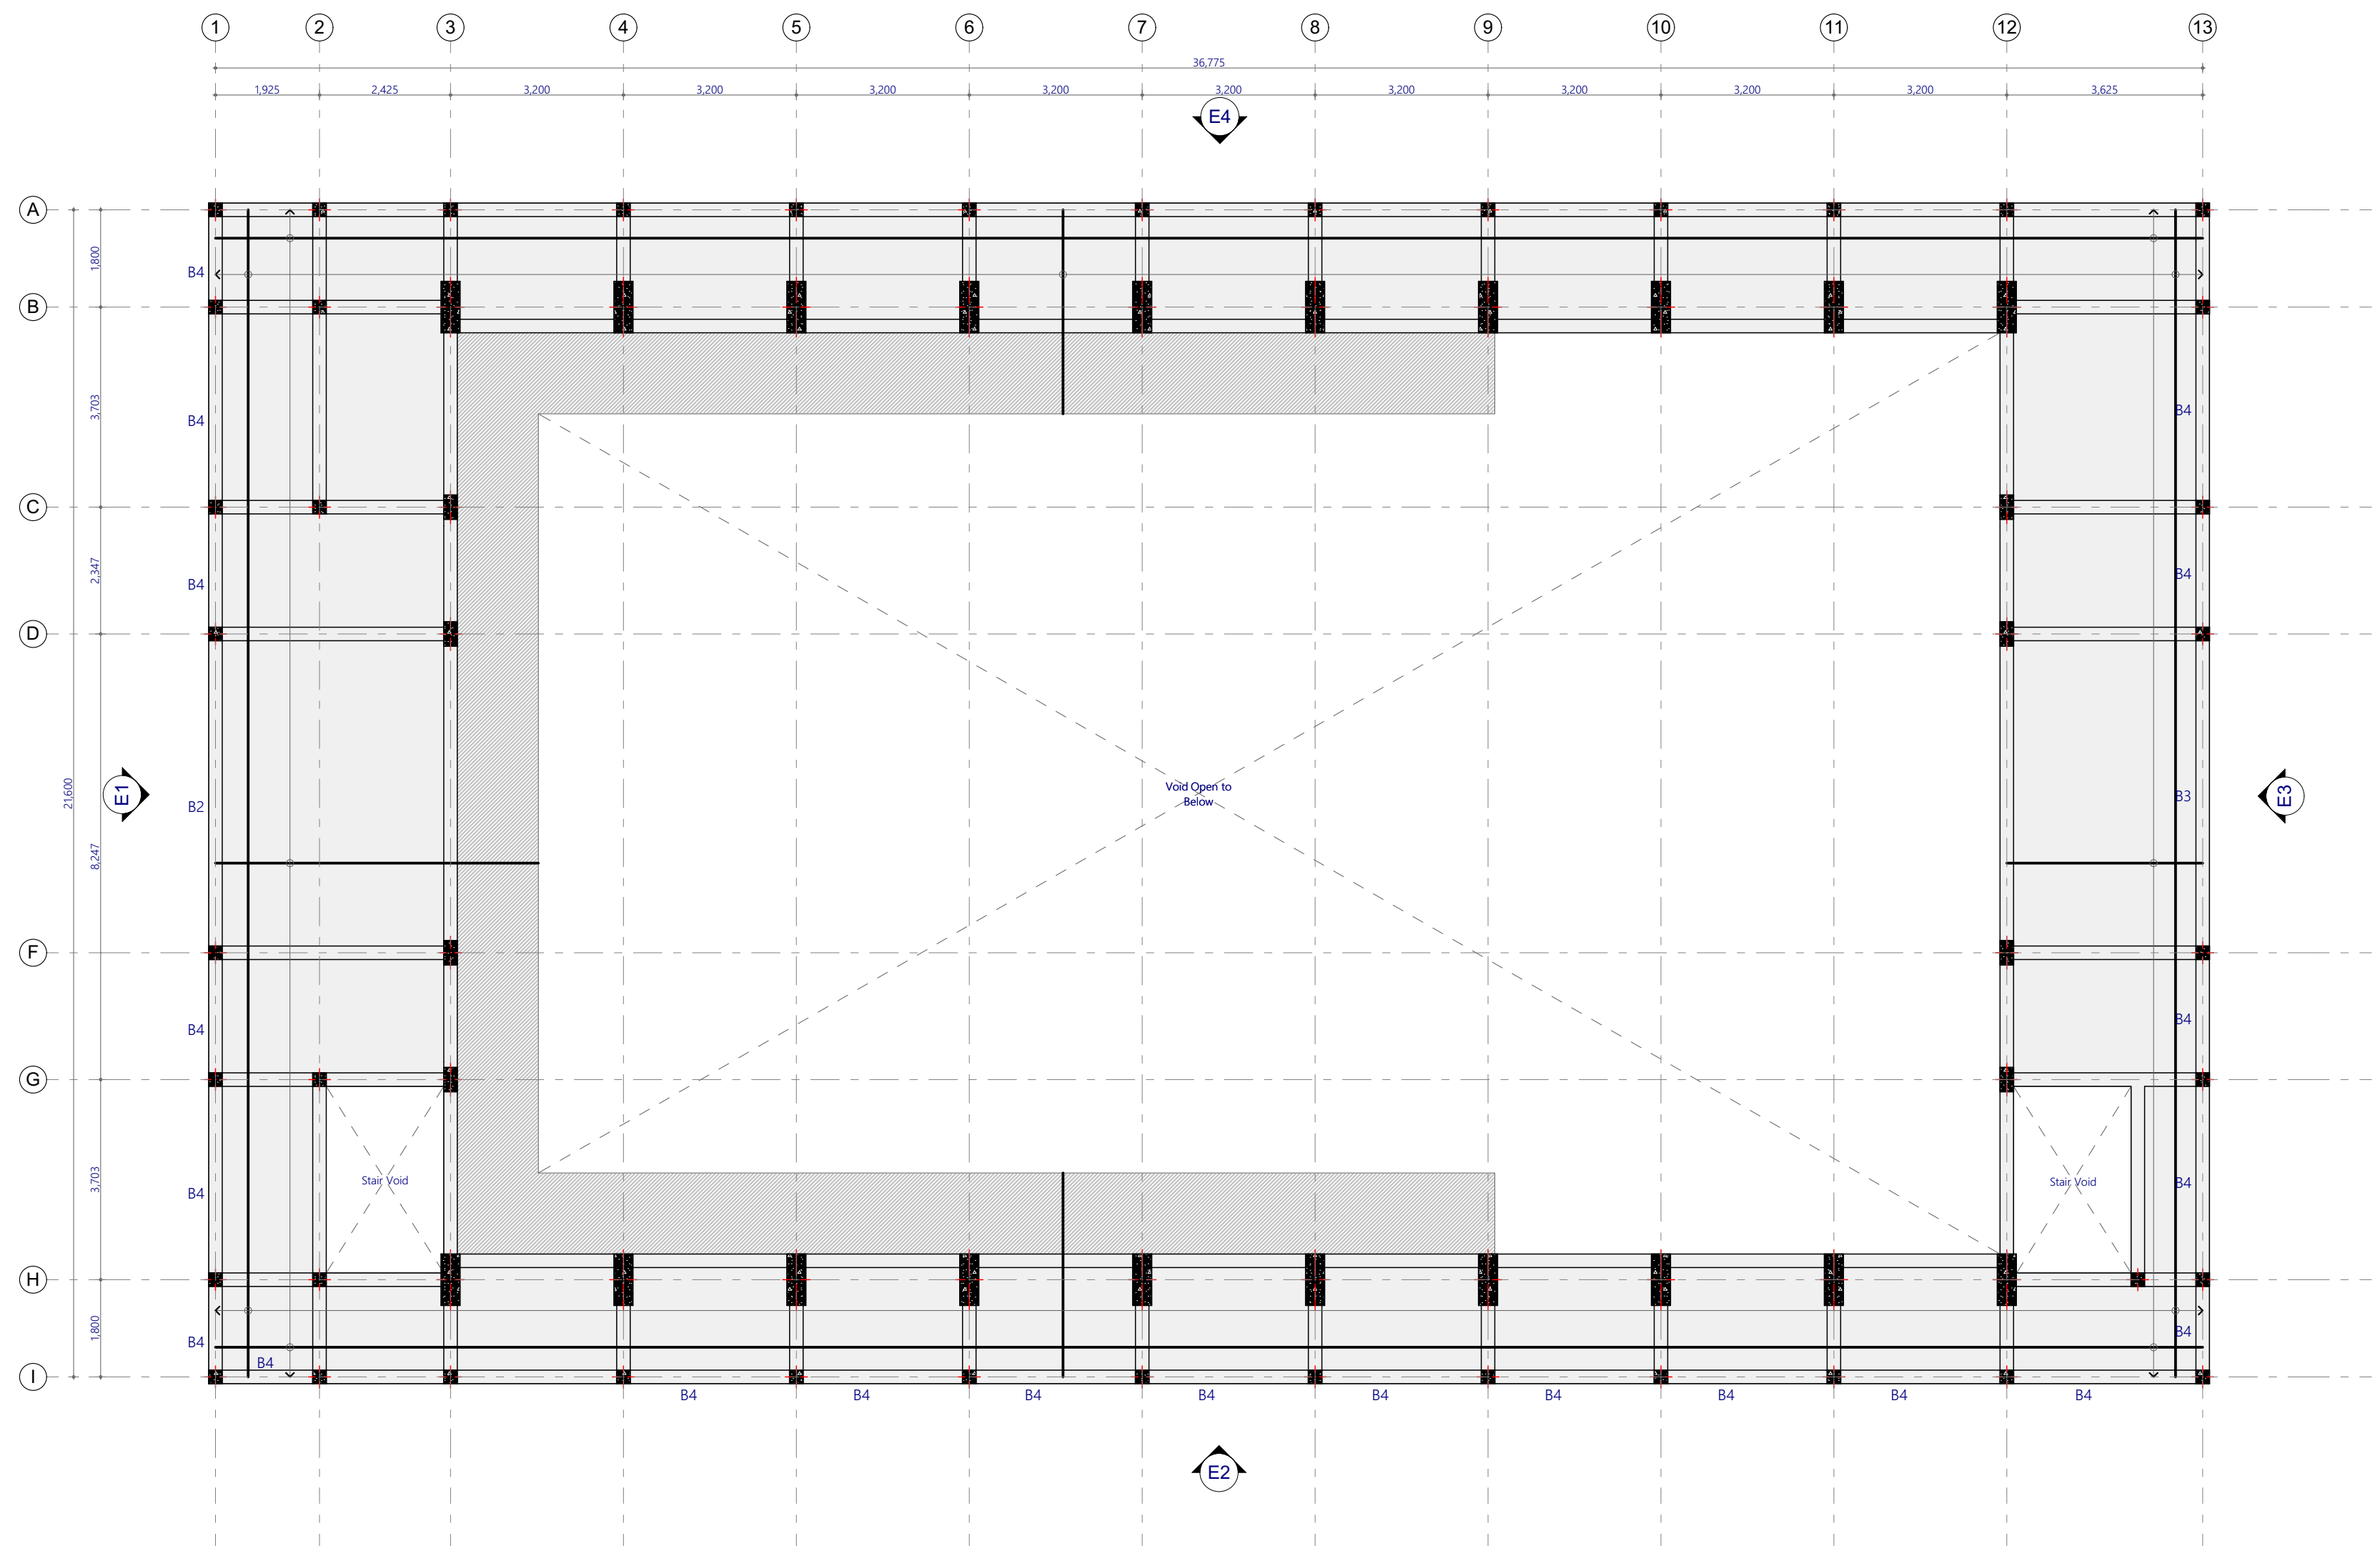 1 2 3 4 5 6 7 8 9 10 11 12 13
36,775
1,925 2,425 3,200 3,200 3,200 3,200 3,200 3,200 3,200 3,200 3,200 3,625
E4
A
1,800
B4
B
3,703
B4 B4
C
2,347
B4 B4
D
21,600
E1
B2
Void Open to
Below
B3
E3
8,247
F
B4 B4
G
3,703
B4
Stair Void
Stair Void
B4
H
1,800
B4 B4
B4
I
B4 B4 B4 B4 B4 B4 B4 B4 B4
E2